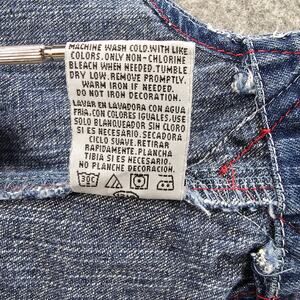 MACHINE WASH COLD.WITH LIKE
COLORS. ONLY NON-CHLORINE
BLEACH WHEN NEEDED.TUMBLE
DRY LOW. REMOVE PROMPTLY.
WARM IRON IF NEEDED.
DO NOT IRON DECORATION.
LAVAR EN LAVADORA CON AGUA
FRIA.CON COLORES IGUALES. USE
SOLO BLANQUEADOR SIN CLORO
SI ES NECESARIO. SECADORA
CICLO SUAVE.RETIRAR
RAPIDAMENTE. PLANCHA
TIBIA SI ES NECESARIO.
NO PLANCHE DECORACIÓN.